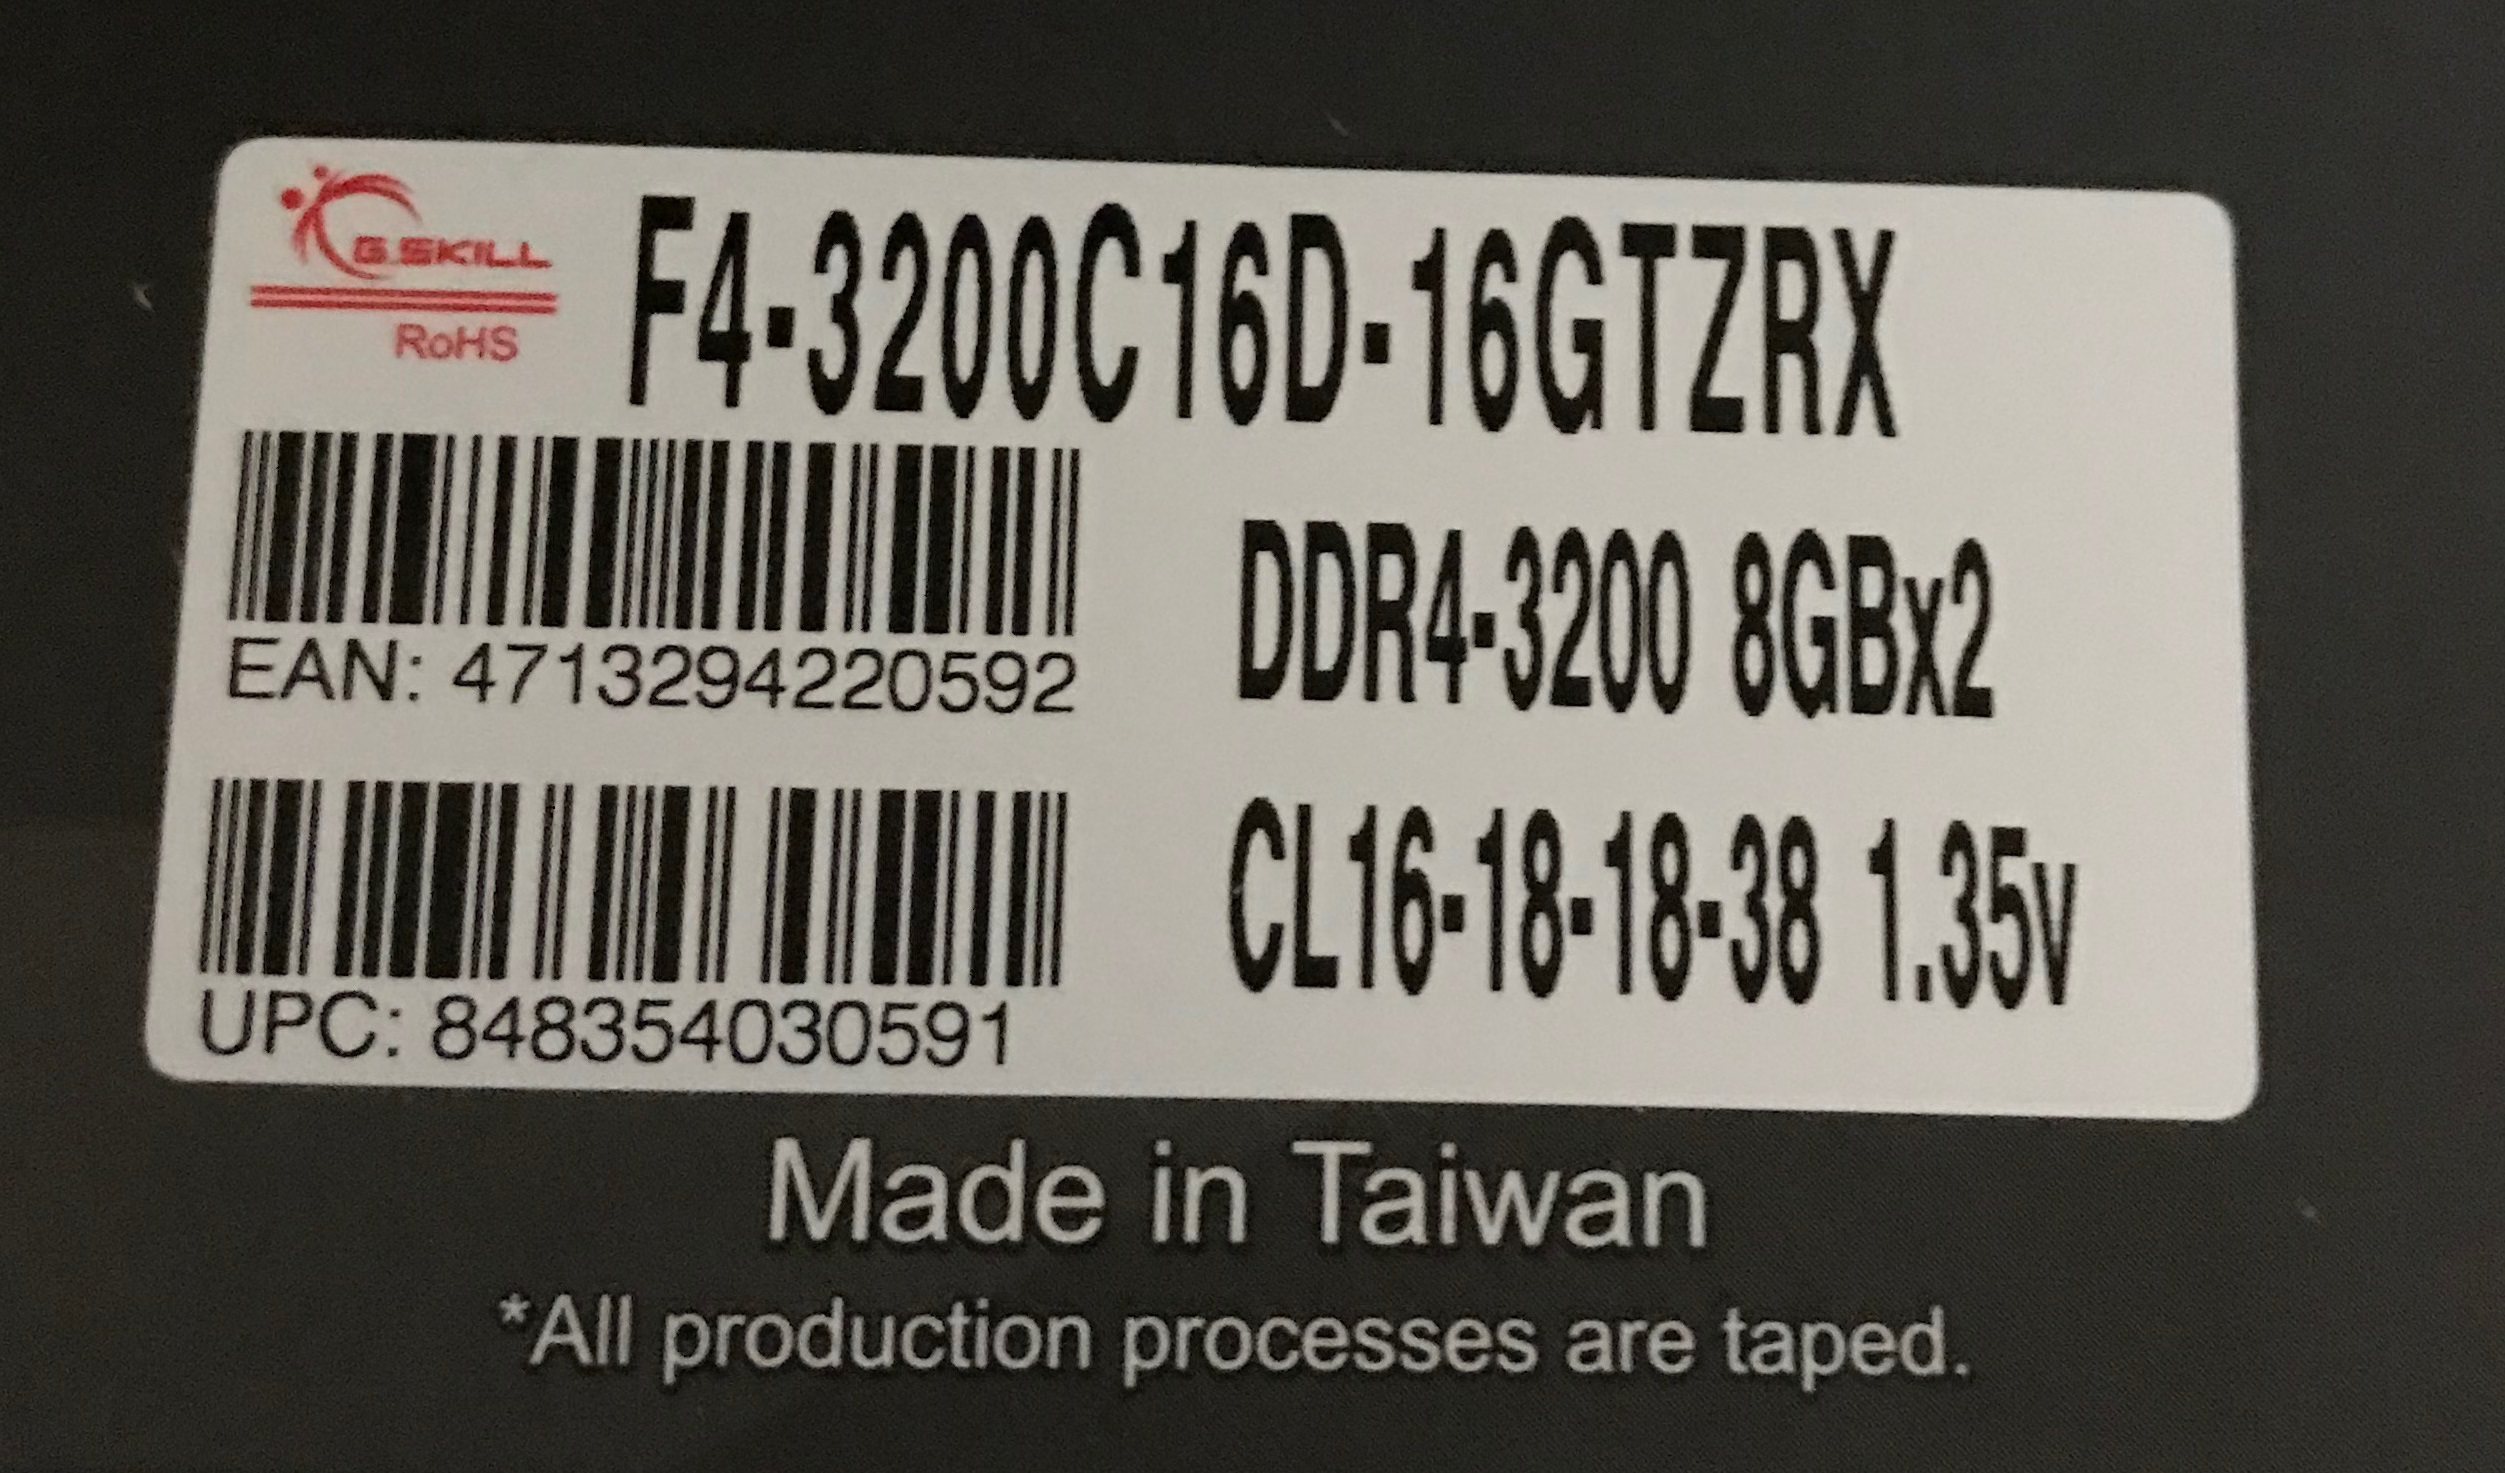 G.SKILL
RoHS
F4-3200C16D-16GTZRX
EAN: 4713294220592
DDR4-3200 8GBx2
UPC: 848354030591
CL16-18-18-38 1.35v
Made in Taiwan
*All production processes are taped.